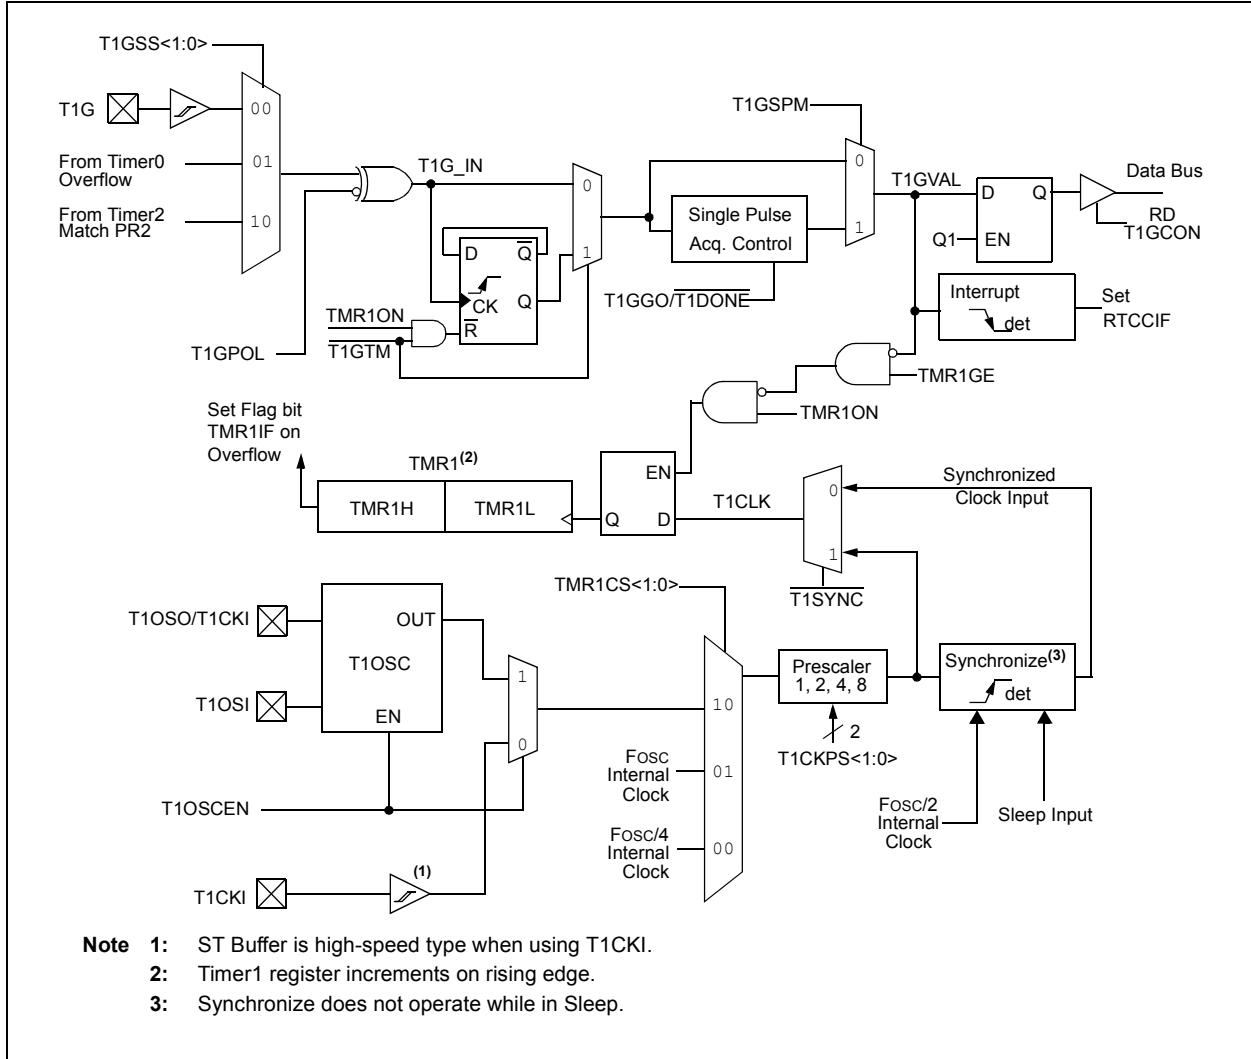 T1GSS<1:0>
T1G
00
From Timer0
Overflow
01
From Timer2
Match PR2
10
T1GPOL
T1G_IN
D
Q
CK
Q
R
TMR1ON
T1GTM
0
1
T1GSPM
Single Pulse
Acq. Control
T1GGO/T1DONE
0
1
T1GVAL
D
Q
Q1
EN
Data Bus
RD
T1GCON
Interrupt
det
Set
RTCCIF
TMR1GE
TMR1ON
Set Flag bit
TMR1IF on
Overflow
TMR1(2)
TMR1H
TMR1L
EN
Q
D
T1CLK
0
1
T1SYNC
Synchronized
Clock Input
T1OSO/T1CKI
T1OSI
OUT
T1OSC
EN
T1OSCEN
1
0
T1CKI
(1)
TMR1CS<1:0>
10
FOSC
Internal
Clock
01
FOSC/4
Internal
Clock
00
Prescaler
1, 2, 4, 8
2
T1CKPS<1:0>
Synchronize(3)
det
FOSC/2
Internal
Clock
Sleep Input
Note 1: ST Buffer is high-speed type when using T1CKI.
2: Timer1 register increments on rising edge.
3: Synchronize does not operate while in Sleep.